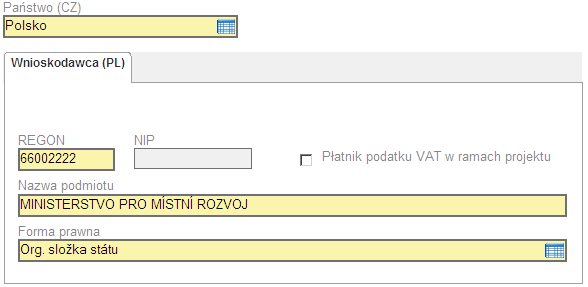 Państwo (CZ)
Polsko
Wnioskodawca (PL)
REGON NIP
66002222
Płatnik podatku VAT w ramach projektu
Nazwa podmiotu
MINISTERSTVO PRO MÍSTNÍ ROZVOJ
Forma prawna
Org. složka státu